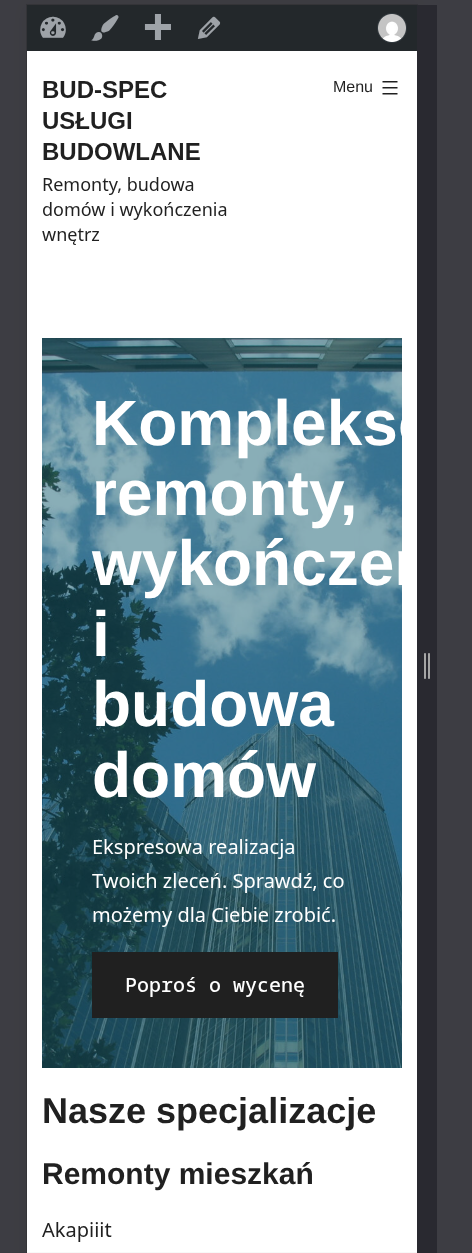 BUD-SPEC
USŁUGI
BUDOWLANE
Menu
Remonty, budowa
domów i wykończenia
wnętrz
remonty,
i
budowa
domów
Ekspresowa realizacja
Twoich zleceń. Sprawdź, co
możemy dla Ciebie zrobić.
Poproś o wycenę
Nasze specjalizacje
Remonty mieszkań
Akapiiit